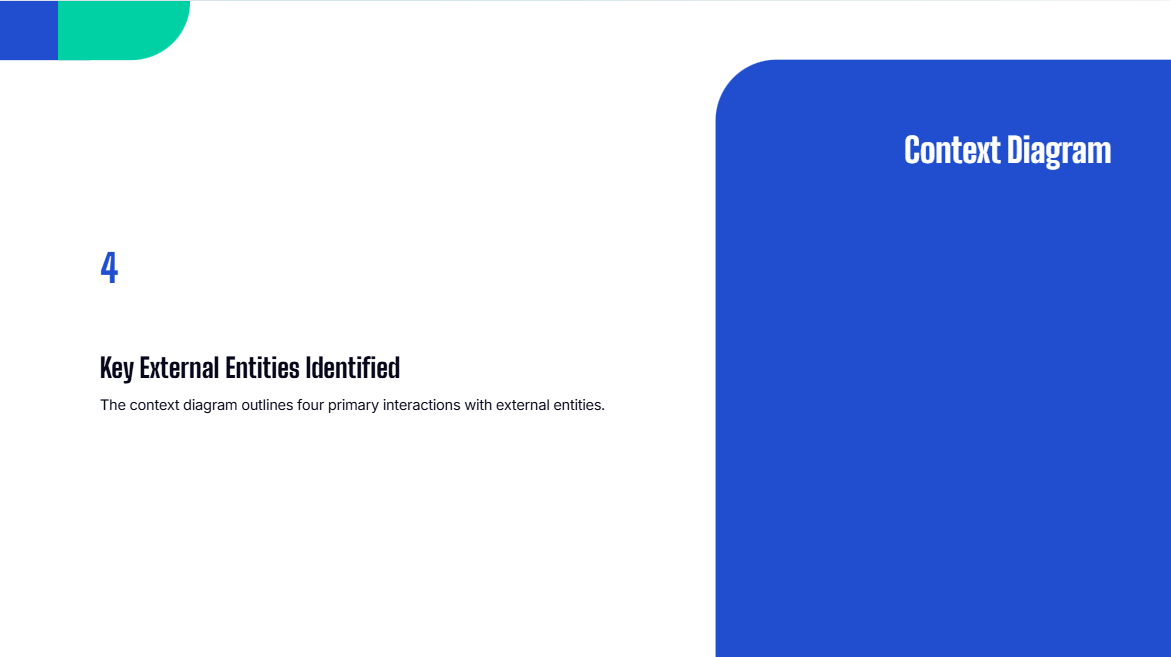 Context Diagram
4
Key External Entities Identified
The context diagram outlines four primary interactions with external entities.